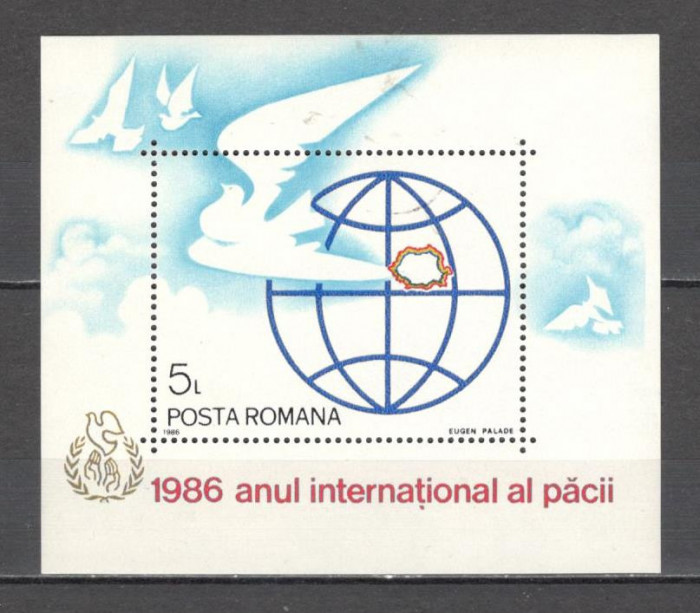 5L
POSTA ROMANA
1986
EUGEN PALADE
1986 anul internațional al păcii